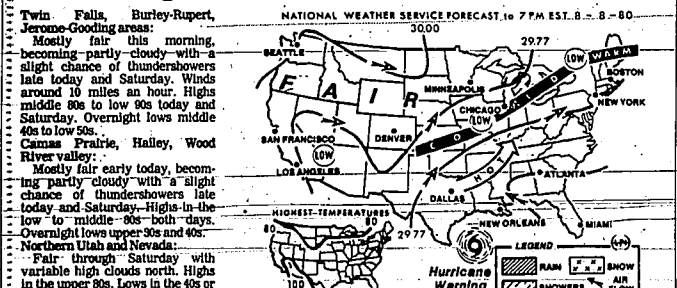 Twin Falls, Burley-Rupert,
Jerome-Gooding areas:
Mostly fair this morning,
becoming partly cloudy with a
slight chance of thundershowers
late today and Saturday. Winds
around 10 miles an hour. Highs
middle 80s to low 90s today and
Saturday. Overnight lows middle
40s to low 50s.
Camas Prairie, Hailey, Wood
River valley:
Mostly fair early today, becom-
ing partly cloudy with a slight
chance of thundershowers late
today and Saturday. Highs in the
low to middle 80s both days.
Overnight lows upper 30s and 40s.
Northern Utah and Nevada:
Fair through Saturday with
variable high clouds north. Highs
in the upper 80s. Lows in the 40s or
NATIONAL WEATHER SERVICE FORECAST to 7 PM EST 8-8-80
30.00
29.77
SEATTLE
LOW
WARM
FAIR
BOSTON
MINNEAPOLIS
NEW YORK
CHICAGO
LOW
COLD
SAN FRANCISCO
DENVER
LOW
LOS ANGELES
HOT
ATLANTA
DALLAS
NEW ORLEANS
MIAMI
29.77
HIGHEST TEMPERATURES
80
80
100
Hurricane
Warning
LEGEND
RAIN
SNOW
SHOWERS
AIR
FLOW